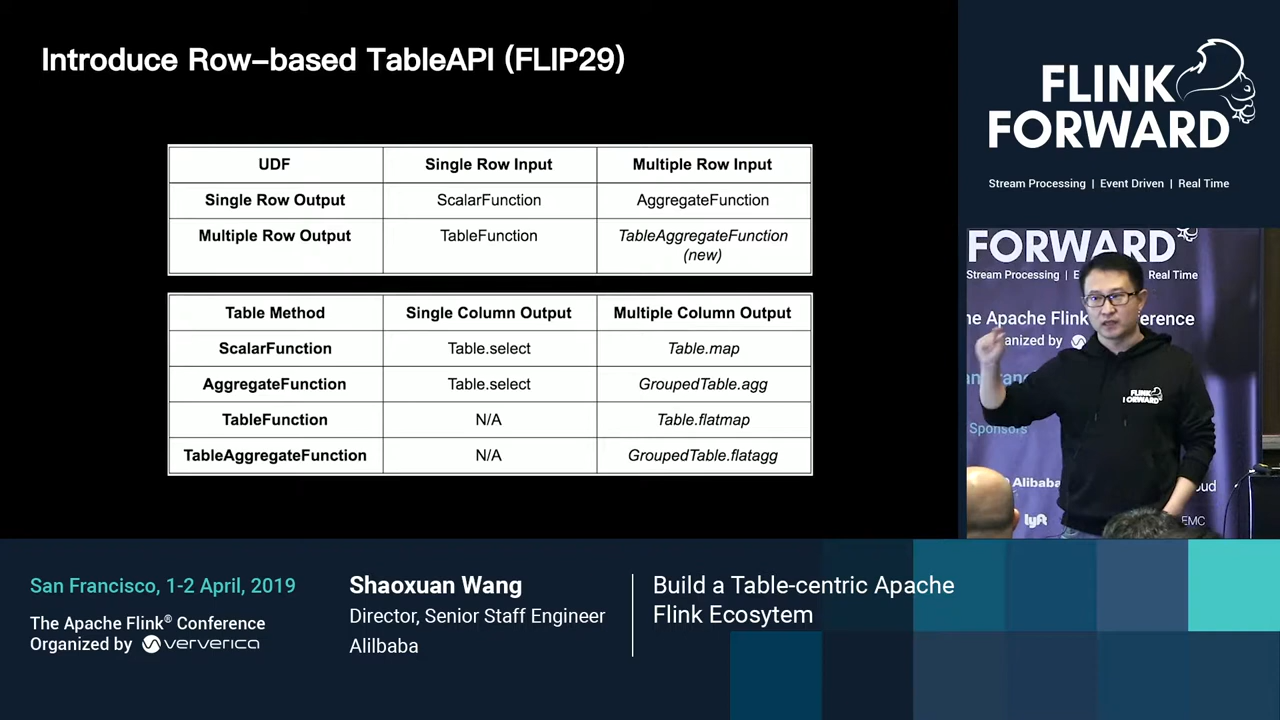 Introduce Row-based TableAPI (FLIP29)
UDF Single Row Input Multiple Row Input
Single Row Output ScalarFunction AggregateFunction
Multiple Row Output TableFunction TableAggregateFunction
(new)
Table Method Single Column Output Multiple Column Output
ScalarFunction Table.select Table.map
AggregateFunction Table.select GroupedTable.agg
TableFunction N/A Table.flatmap
TableAggregateFunction N/A GroupedTable.flatagg
FLINK
FORWARD
Stream Processing | Event Driven | Real Time
FORWARD
Stream Processing | Real Time
Apache Flink
organized by
Sponsors
Alibaba
lyft
EMC
FLINK
FORWARD
San Francisco, 1-2 April, 2019
The Apache Flink® Conference
Organized by ververica
Shaoxuan Wang
Director, Senior Staff Engineer
Alilbaba
Build a Table-centric Apache
Flink Ecosytem